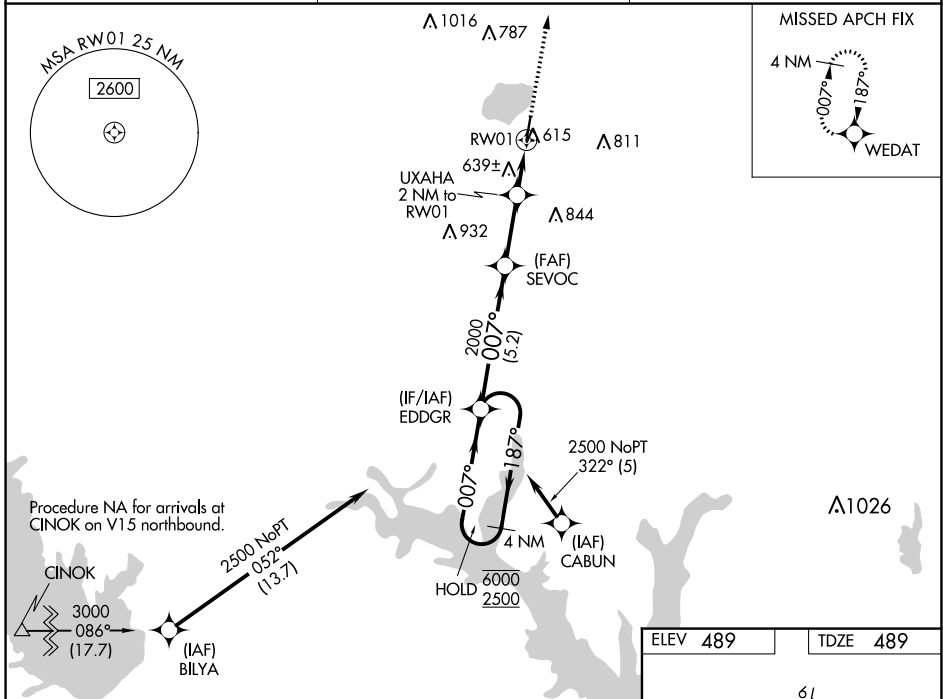 MSA RW01 25 NM
2600
1016
787
MISSED APCH FIX
4 NM
007°
187°
WEDAT
RW01
615
811
639±
UXAHA
2 NM to
RW01
844
932
(FAF)
SEVOC
2000
007°
(5.2)
(IF/IAF)
EDDGR
187°
007°
2500 NoPT
322° (5)
Procedure NA for arrivals at
CINOK on V15 northbound.
1026
2500 NoPT
052°
(13.7)
4 NM
(IAF)
CABUN
HOLD
6000
2500
CINOK
3000
086°
(17.7)
(IAF)
BILYA
ELEV 489
TDZE 489